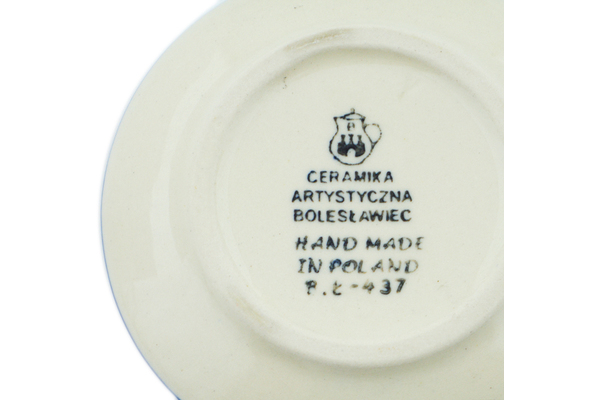 B
CERAMIKA
ARTYSTYCZNA
BOLESŁAWIEC
HAND MADE
IN POLAND
B.Ł-437